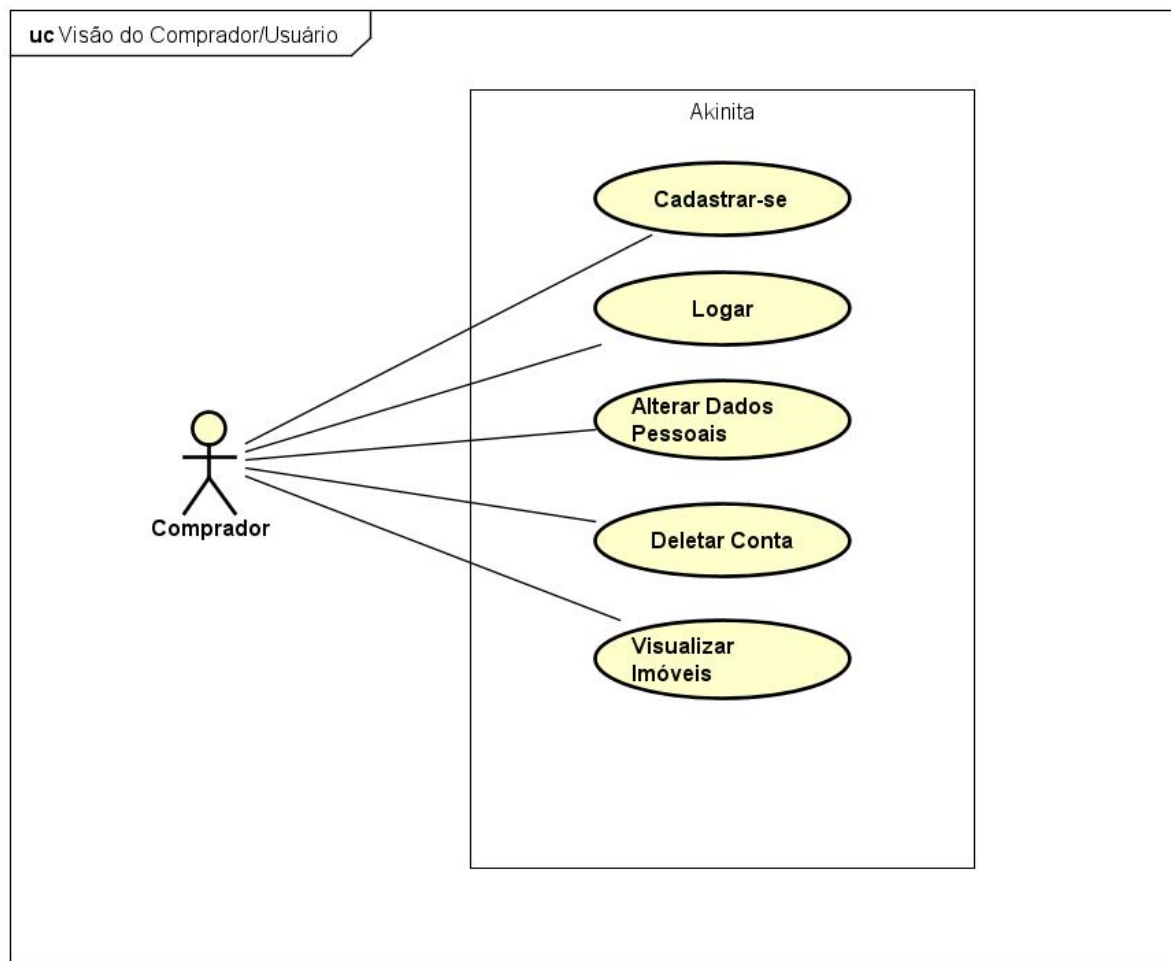 uc Visão do Comprador/Usuário
Akinita
Cadastrar-se
Logar
Alterar Dados
Pessoais
Deletar Conta
Comprador
Visualizar
Imóveis